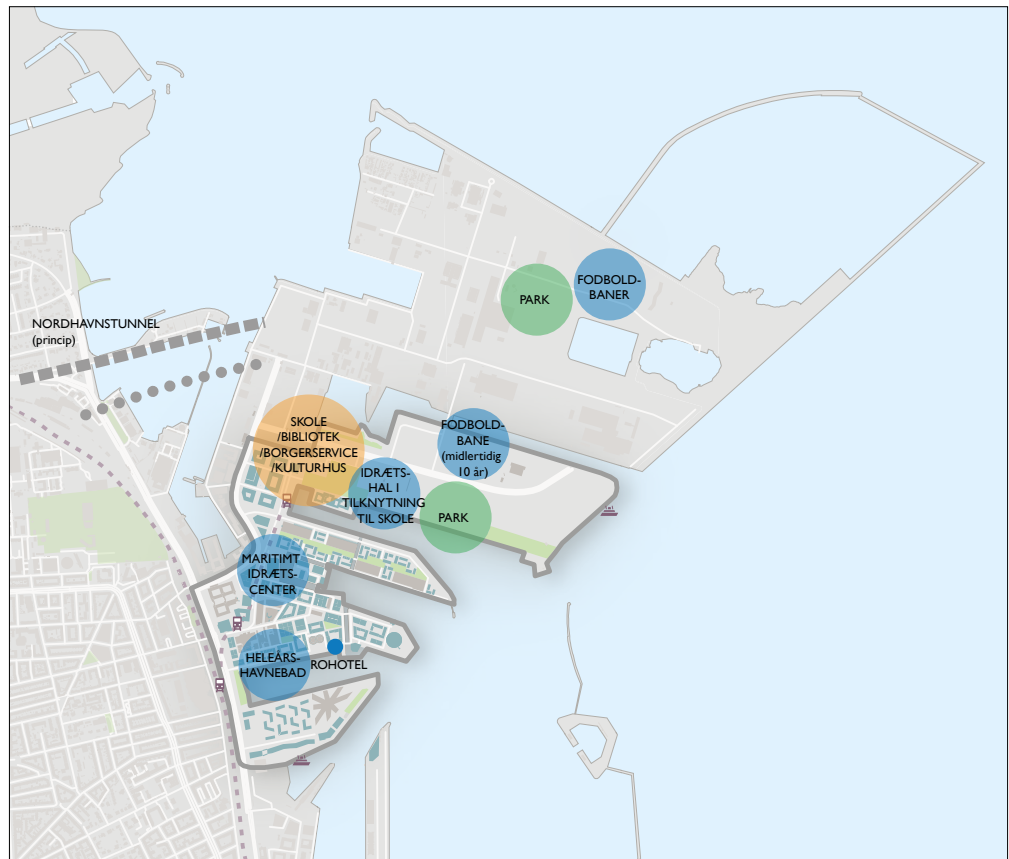 FODBOLD-
BANER
PARK
NORDHAVNSTUNNEL
(princip)
SKOLE
/BIBLIOTEK
/BORGERSERVICE
/KULTURHUS
FODBOLD-
BANE
(midlertidig
10 år)
IDRÆTS-
HAL I
TILKNYTNING
TIL SKOLE
PARK
MARITIMT
IDRÆTS-
CENTER
HELEÅRS-
HAVNEBAD
ROHOTEL